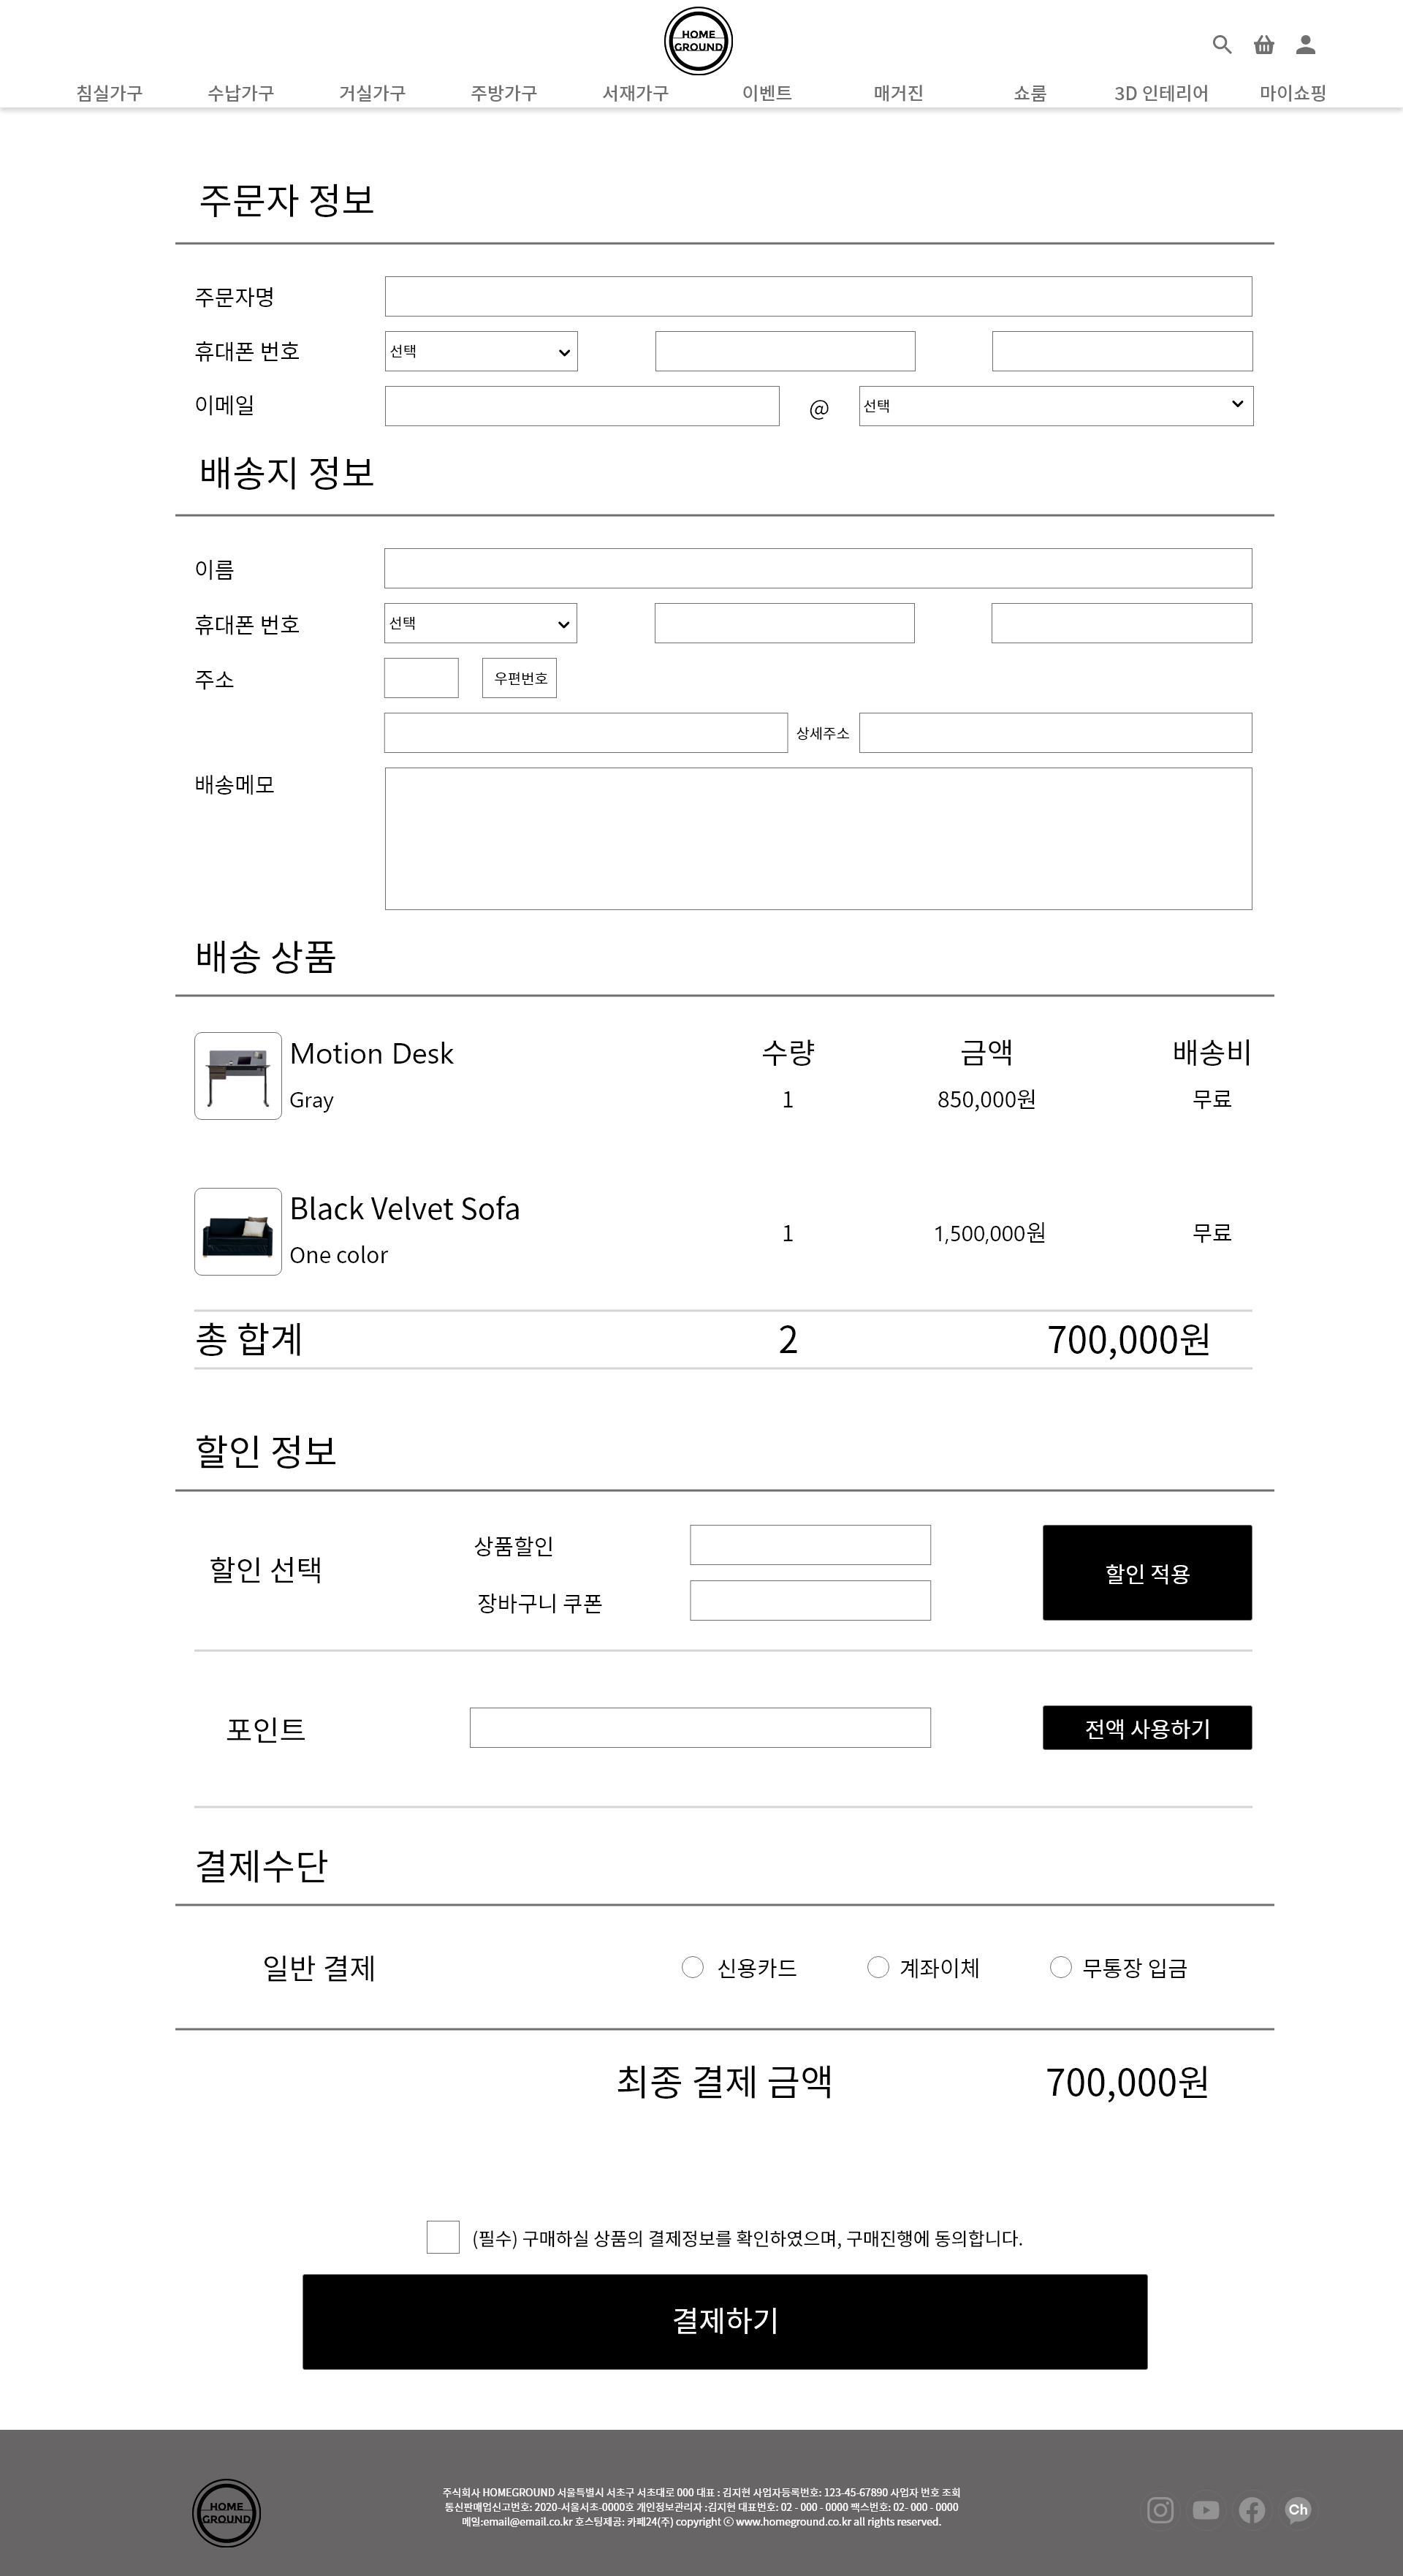 HOME
GROUND
침실가구 수납가구 거실가구 주방가구 서재가구 이벤트 매거진 쇼룸 3D 인테리어 마이쇼핑
주문자 정보
주문자명
휴대폰 번호 선택
이메일 @ 선택
배송지 정보
이름
휴대폰 번호 선택
주소 우편번호
상세주소
배송메모
배송 상품
Motion Desk 수량 금액 배송비
Gray 1 850,000원 무료
Black Velvet Sofa
1 1,500,000원 무료
One color
총 합계 2 700,000원
할인 정보
상품할인
할인 선택 할인 적용
장바구니 쿠폰
포인트 전액 사용하기
결제수단
일반 결제 신용카드 계좌이체 무통장 입금
최종 결제 금액 700,000원
(필수) 구매하실 상품의 결제정보를 확인하였으며, 구매진행에 동의합니다.
결제하기
HOME
GROUND
주식회사 HOMEGROUND 서울특별시 서초구 서초대로 000 대표 : 김지현 사업자등록번호: 123-45-67890 사업자 번호 조회
통신판매업신고번호: 2020-서울서초-0000호 개인정보관리자 :김지현 대표번호: 02 - 000 - 0000 팩스번호: 02- 000 - 0000
메일:email@email.co.kr 호스팅제공: 카페24(주) copyright ⓒ www.homeground.co.kr all rights reserved.
Ch